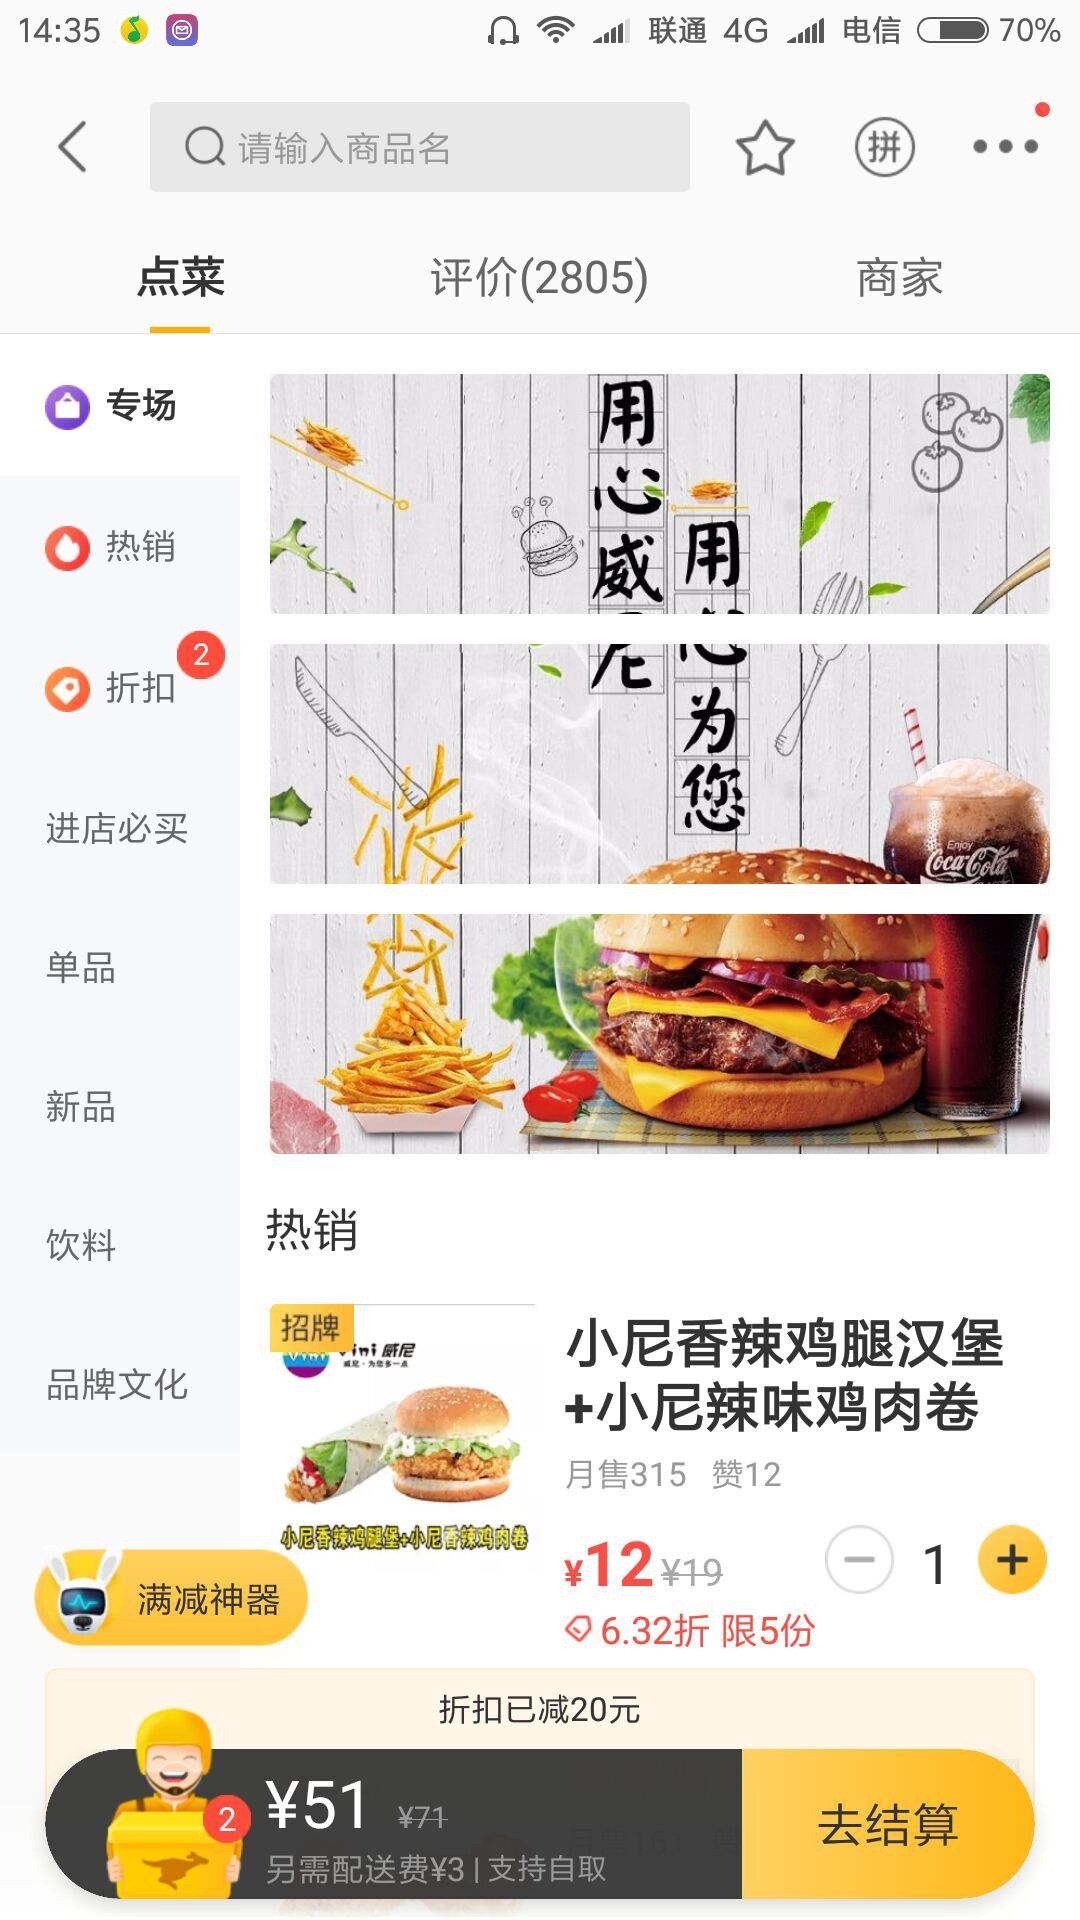 14:35 联通 4G 电信 70%
请输入商品名 拼
点菜 评价(2805) 商家
专场
热销
折扣 2
进店必买
单品
新品
饮料
品牌文化
用心威尼
用心为您
Enjoy
Coca-Cola
热销
招牌
Vini 威尼
威尼·为您多一点
小尼香辣鸡腿堡+小尼香辣鸡肉卷
小尼香辣鸡腿汉堡
+小尼辣味鸡肉卷
月售315 赞12
¥12 ¥19 1
6.32折 限5份
满减神器
折扣已减20元
2 ¥51 ¥71
另需配送费¥3 | 支持自取
去结算